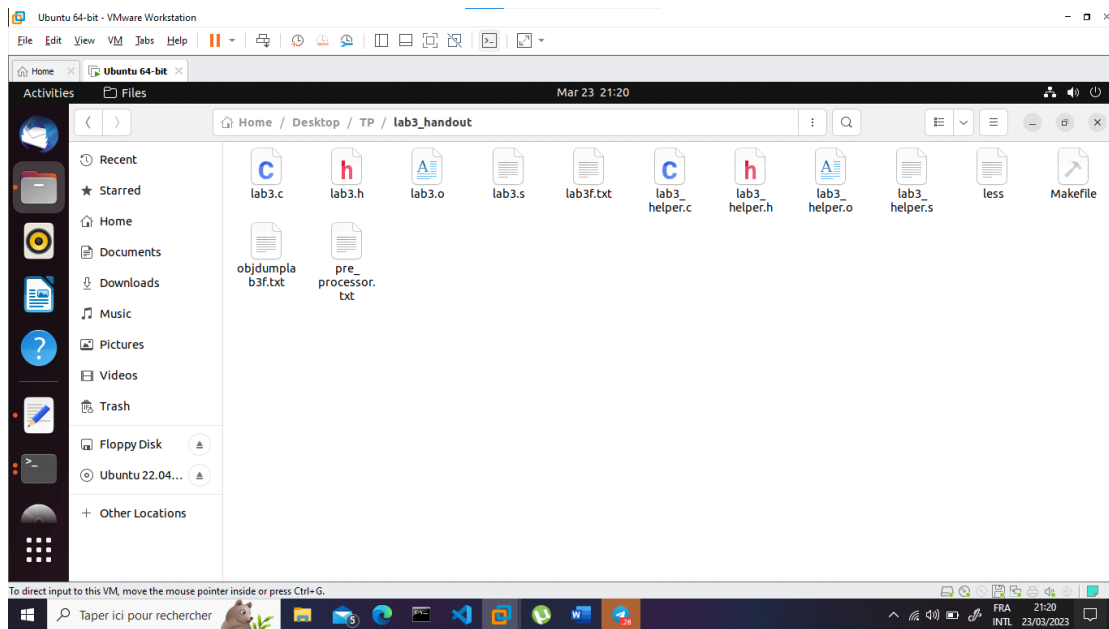 Ubuntu 64-bit - VMware Workstation
File Edit View VM Tabs Help
Home Ubuntu 64-bit
Activities Files Mar 23 21:20
Home / Desktop / TP / lab3_handout
Recent
Starred
Home
Documents
Downloads
Music
Pictures
Videos
Trash
Floppy Disk
Ubuntu 22.04...
Other Locations
C h A C h A
lab3.c lab3.h lab3.o lab3.s lab3f.txt lab3_ lab3_ lab3_ lab3_ less Makefile
helper.c helper.h helper.o helper.s
objdumpla pre_
b3f.txt processor.
txt
To direct input to this VM, move the mouse pointer inside or press Ctrl+G.
Taper ici pour rechercher
5
28
FRA 21:20
INTL 23/03/2023